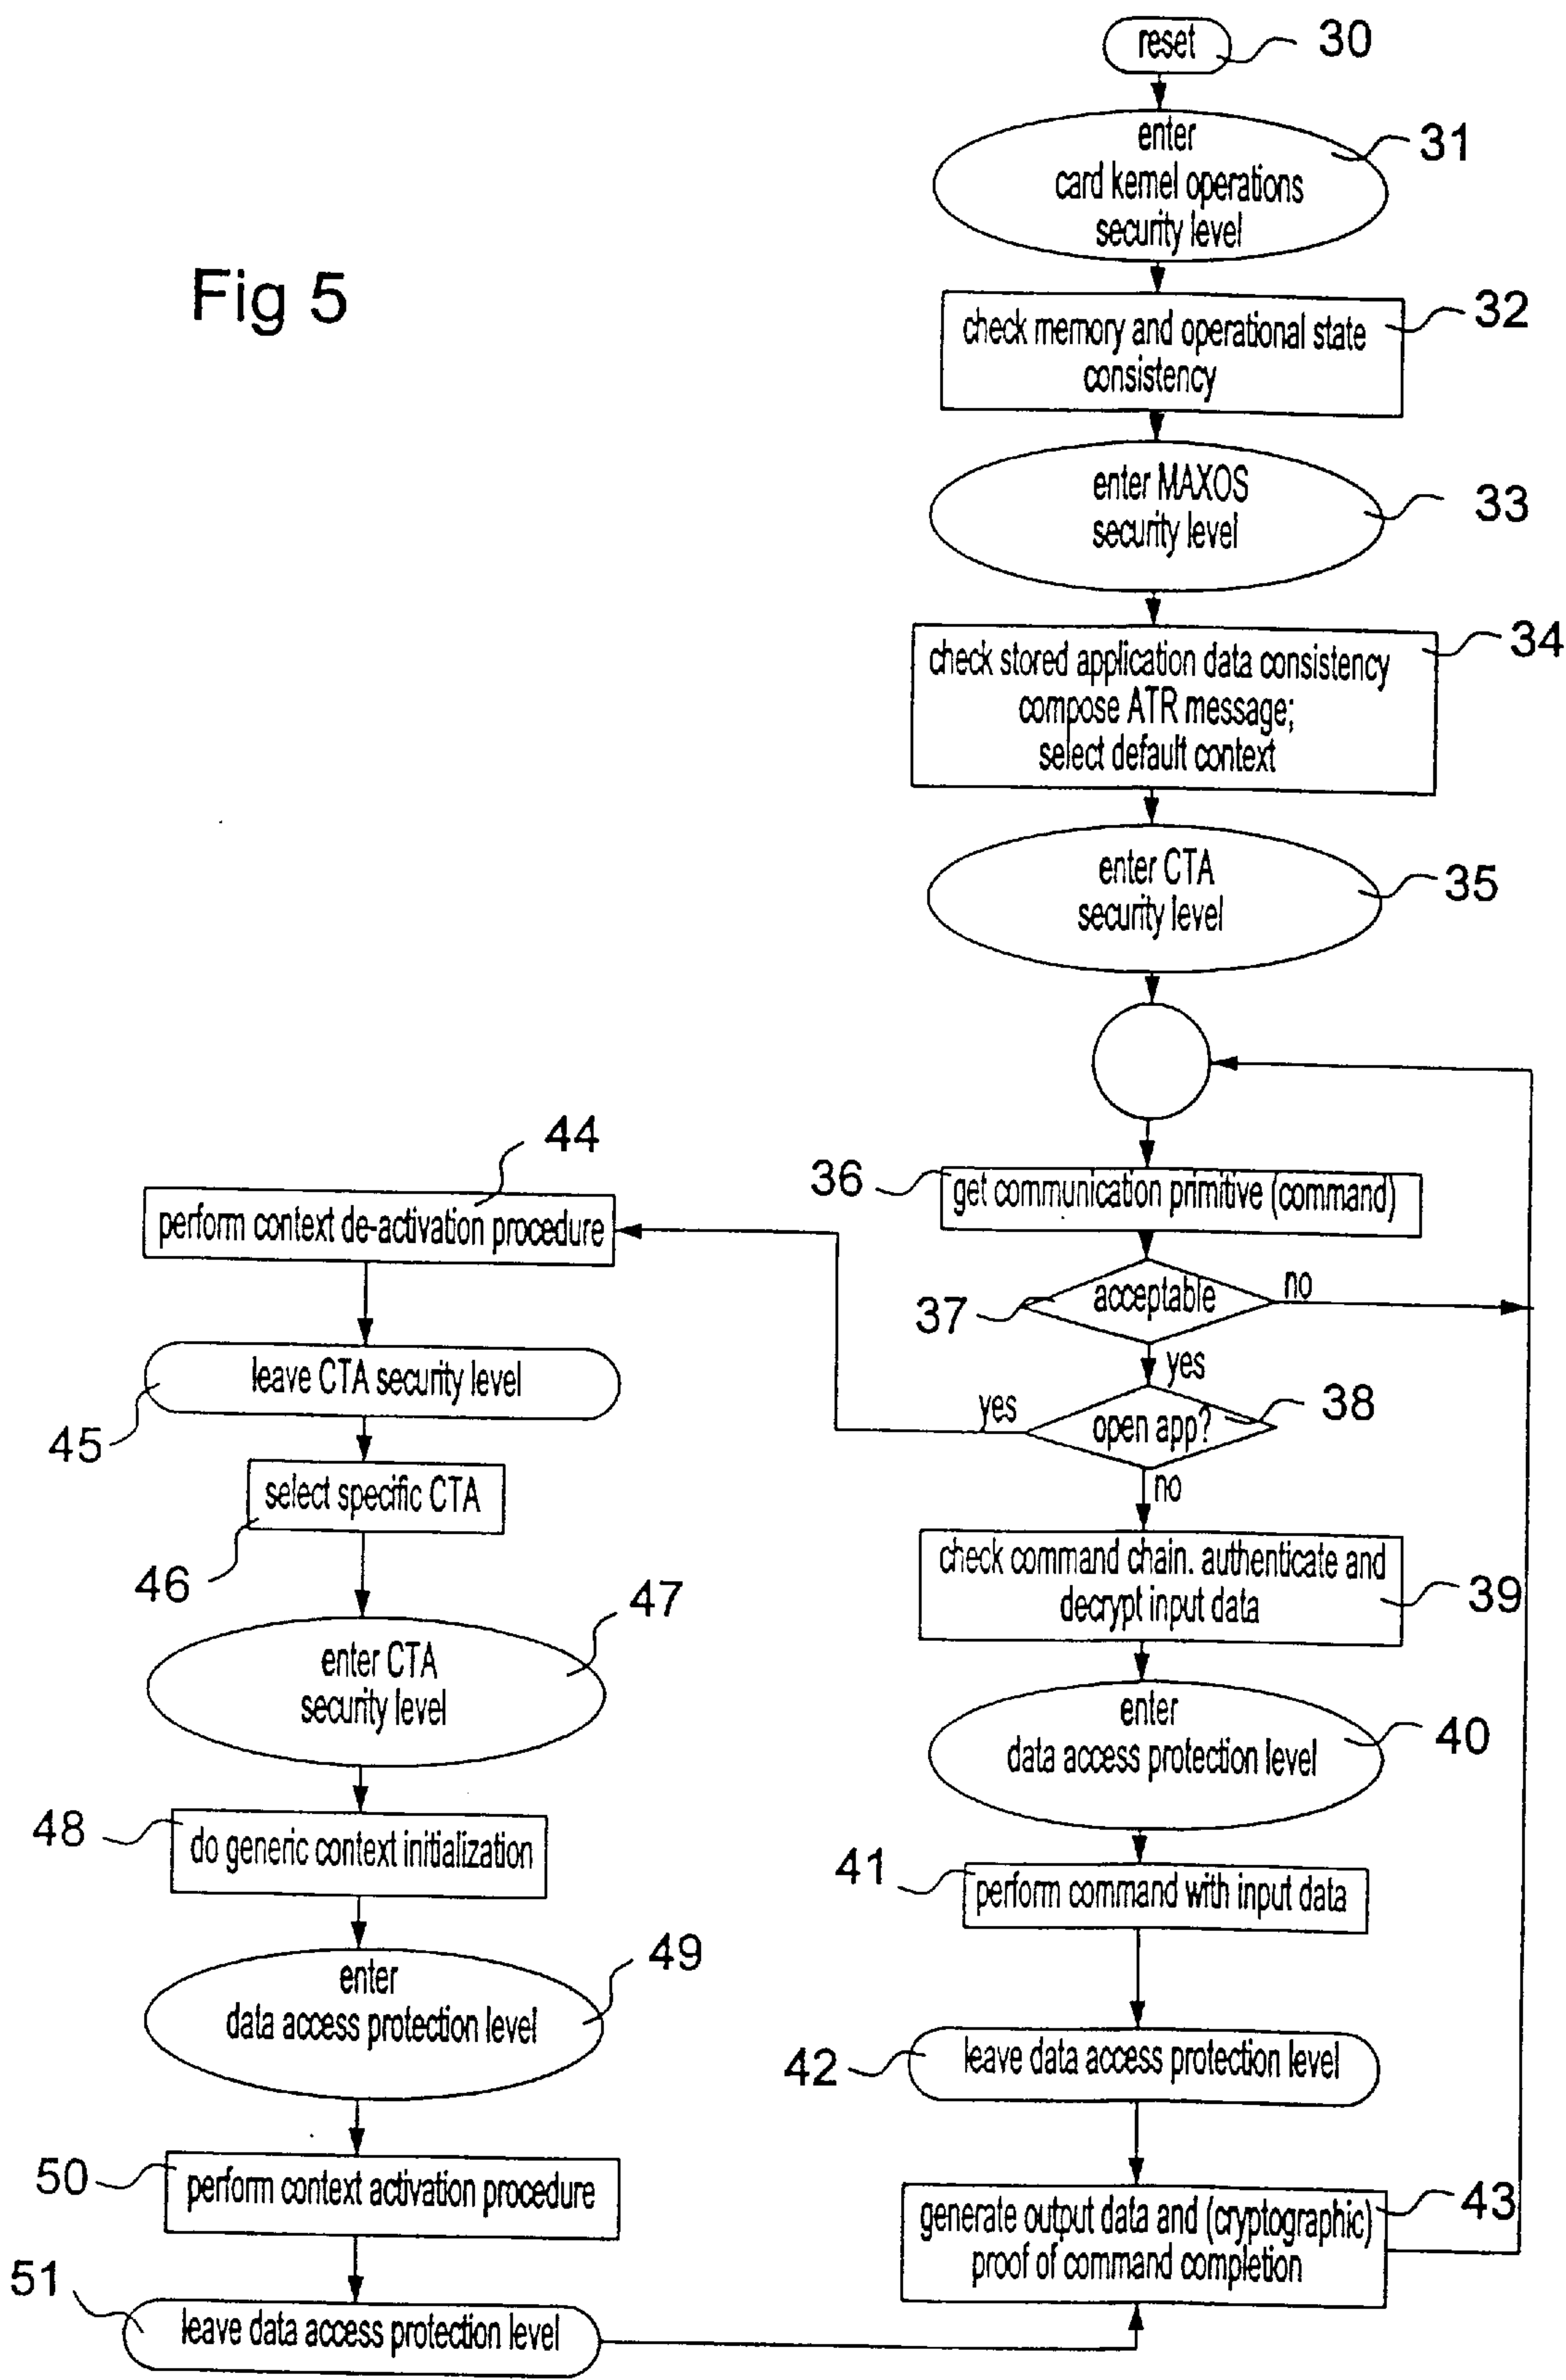 Fig 5
reset
30
enter
card kernel operations
security level
31
check memory and operational state
consistency
32
enter MAXOS
security level
33
check stored application data consistency
compose ATR message;
select default context
34
enter CTA
security level
35
36
get communication primitive (command)
37
acceptable
no
yes
open app?
38
yes
no
check command chain. authenticate and
decrypt input data
39
enter
data access protection level
40
41
perform command with input data
42
leave data access protection level
generate output data and (cryptographic)
proof of command completion
43
44
perform context de-activation procedure
leave CTA security level
45
select specific CTA
46
47
enter CTA
security level
48
do generic context initialization
enter
data access protection level
49
50
perform context activation procedure
51
leave data access protection level